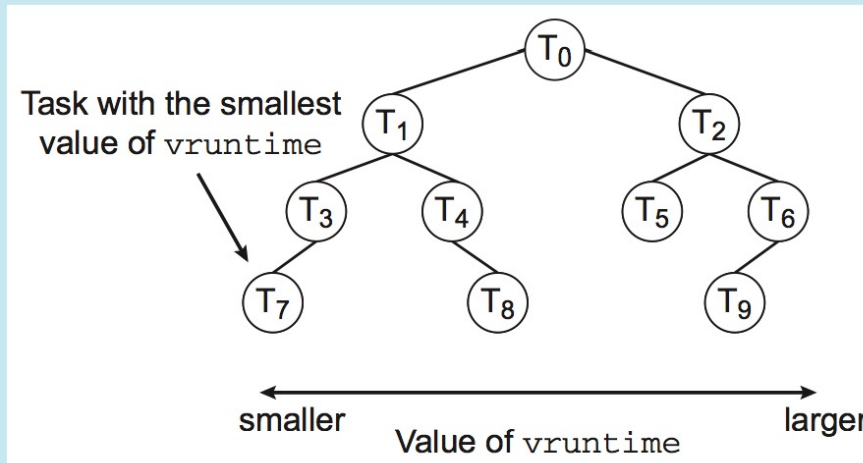 T0
Task with the smallest
value of vruntime
T1
T2
T3
T4
T5
T6
T7
T8
T9
smaller
larger
Value of vruntime